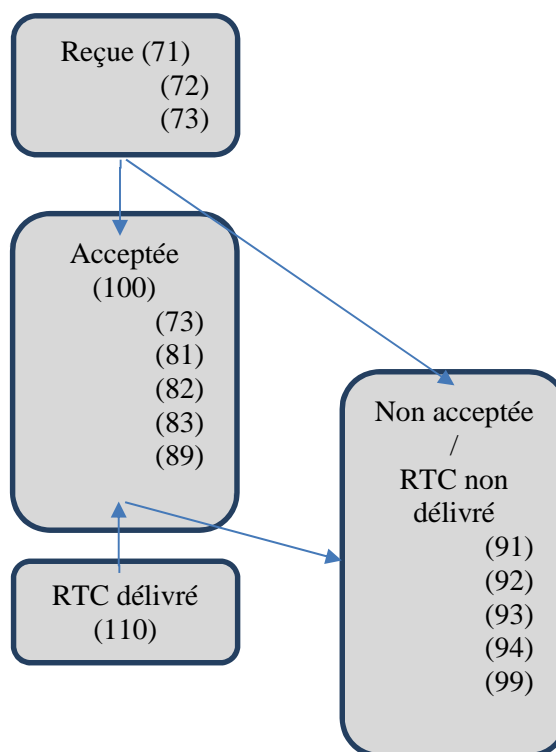 Reçue (71)
(72)
(73)
Acceptée
(100)
(73)
(81)
(82)
(83)
(89)
RTC délivré
(110)
Non acceptée
/
RTC non
délivré
(91)
(92)
(93)
(94)
(99)